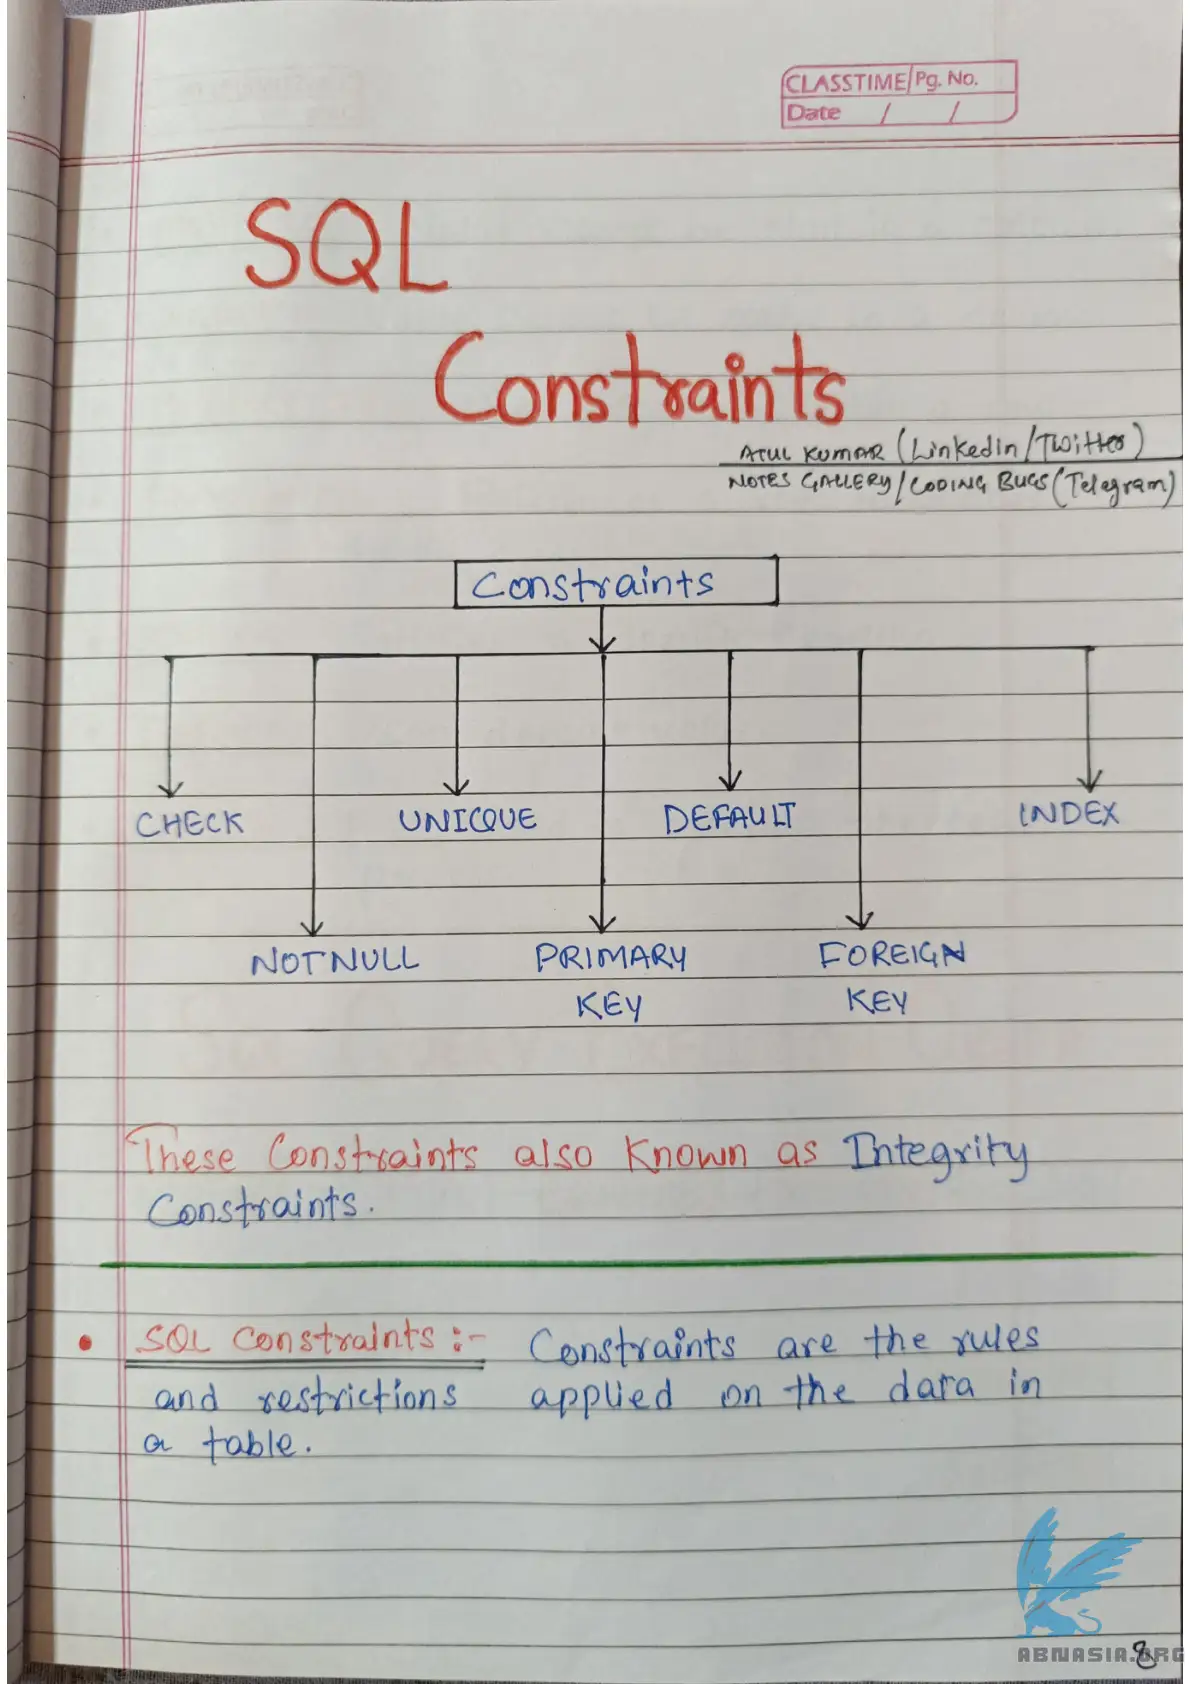 CLASSTIME Pg. No.
Date / /
SQL
Constraints
ATUL KUMAR (LinkedIn/Twitter)
NOTES GALLERY/CODING BUGS (Telegram)
Constraints
CHECK UNIQUE DEFAULT INDEX
NOTNULL PRIMARY FOREIGN
KEY KEY
These Constraints also Known as Integrity
Constraints.
• SQL Constraints :- Constraints are the rules
and restrictions applied on the data in
a table.
ABNASIA.ORG
8